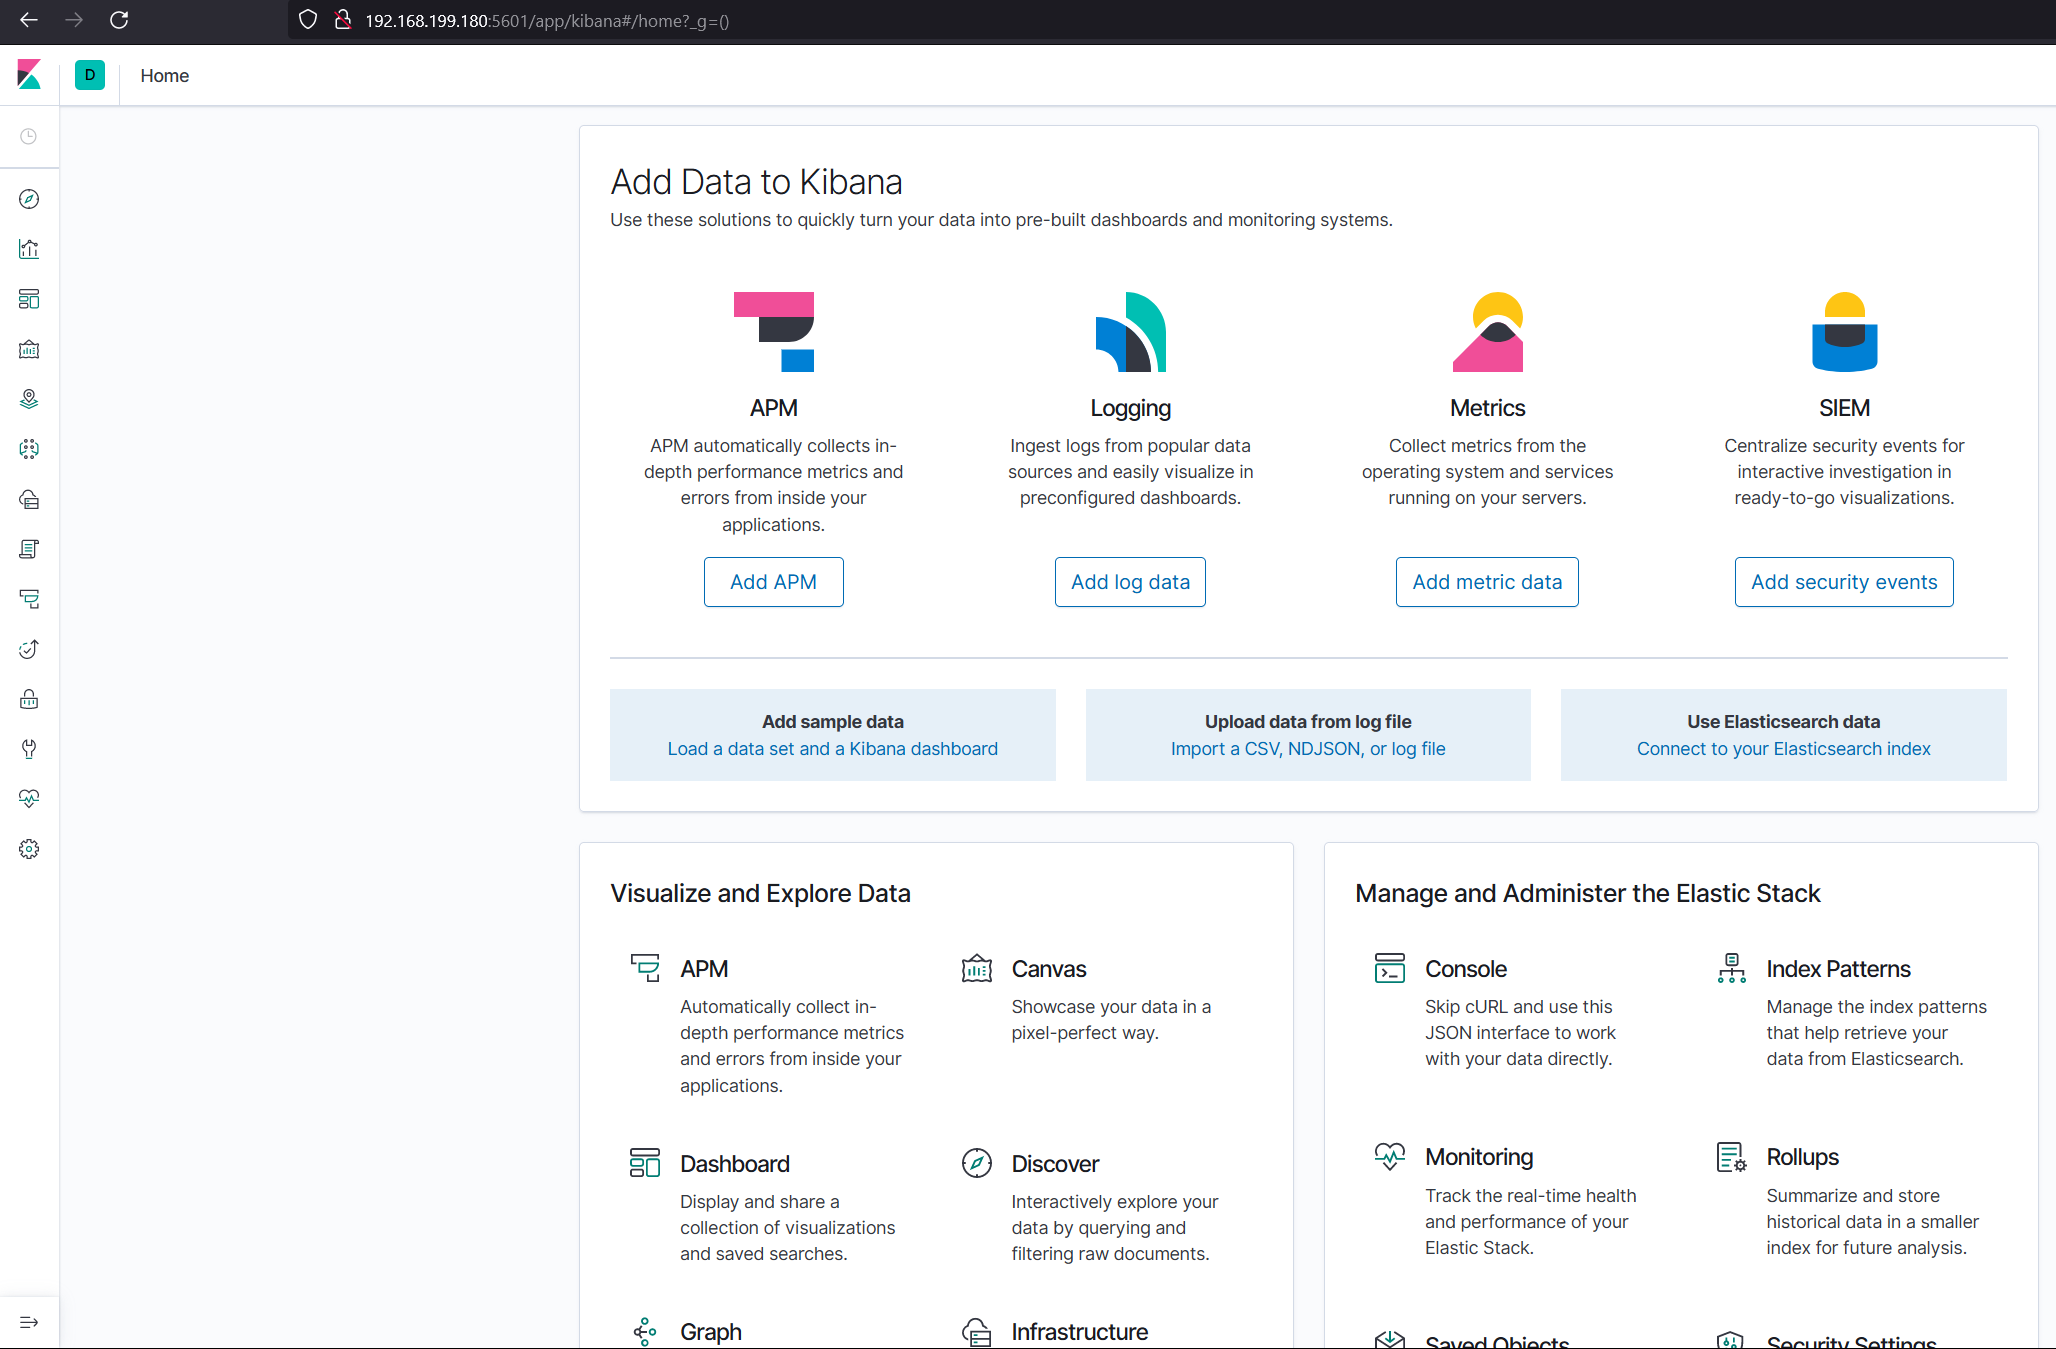 192.168.199.180:5601/app/kibana#/home?_g=()
D
Home
Add Data to Kibana
Use these solutions to quickly turn your data into pre-built dashboards and monitoring systems.
APM
APM automatically collects in-
depth performance metrics and
errors from inside your
applications.
Add APM
Logging
Ingest logs from popular data
sources and easily visualize in
preconfigured dashboards.
Add log data
Metrics
Collect metrics from the
operating system and services
running on your servers.
Add metric data
SIEM
Centralize security events for
interactive investigation in
ready-to-go visualizations.
Add security events
Add sample data
Load a data set and a Kibana dashboard
Upload data from log file
Import a CSV, NDJSON, or log file
Use Elasticsearch data
Connect to your Elasticsearch index
Visualize and Explore Data
APM
Automatically collect in-
depth performance metrics
and errors from inside your
applications.
Canvas
Showcase your data in a
pixel-perfect way.
Dashboard
Display and share a
collection of visualizations
and saved searches.
Discover
Interactively explore your
data by querying and
filtering raw documents.
Graph
Infrastructure
Manage and Administer the Elastic Stack
Console
Skip cURL and use this
JSON interface to work
with your data directly.
Index Patterns
Manage the index patterns
that help retrieve your
data from Elasticsearch.
Monitoring
Track the real-time health
and performance of your
Elastic Stack.
Rollups
Summarize and store
historical data in a smaller
index for future analysis.
Saved Objects
Security Settings